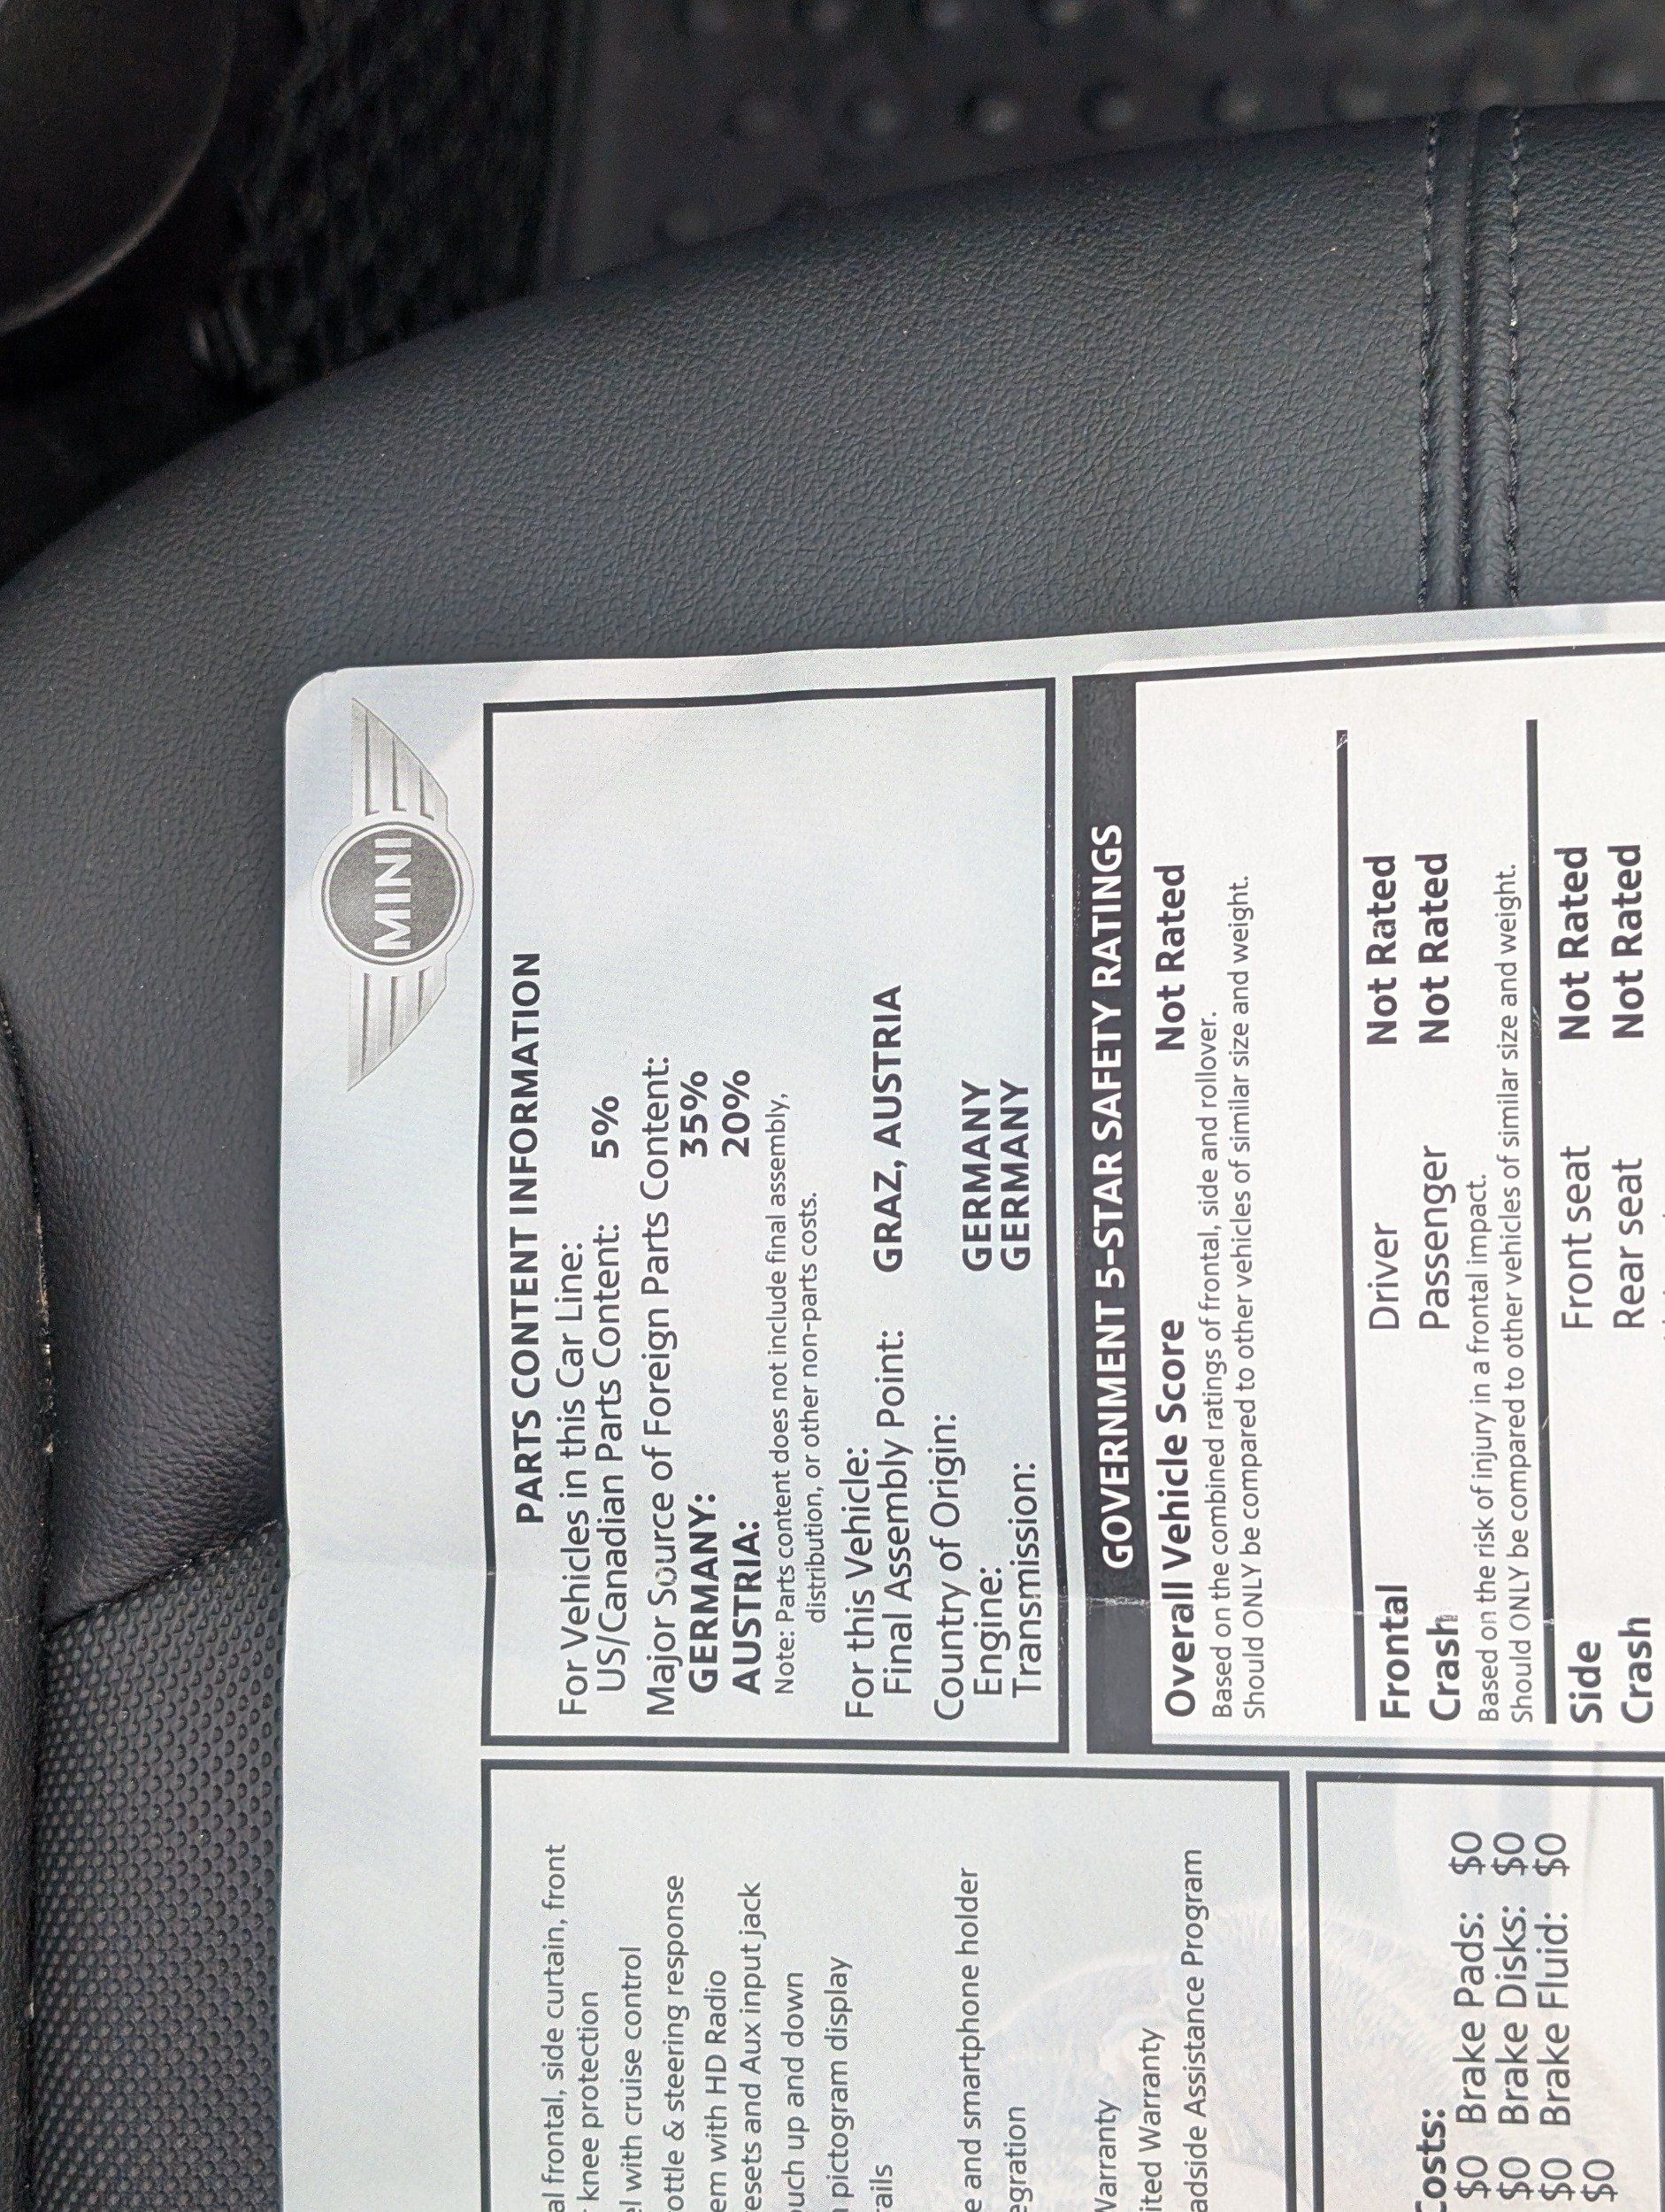 MINI
PARTS CONTENT INFORMATION
For Vehicles in this Car Line:
US/Canadian Parts Content: 5%
Major Source of Foreign Parts Content:
GERMANY: 35%
AUSTRIA: 20%
Note: Parts content does not include final assembly,
distribution, or other non-parts costs.
For this Vehicle:
Final Assembly Point: GRAZ, AUSTRIA
Country of Origin:
Engine: GERMANY
Transmission: GERMANY
GOVERNMENT 5-STAR SAFETY RATINGS
Overall Vehicle Score Not Rated
Based on the combined ratings of frontal, side and rollover.
Should ONLY be compared to other vehicles of similar size and weight.
Frontal Driver Not Rated
Crash Passenger Not Rated
Based on the risk of injury in a frontal impact.
Should ONLY be compared to other vehicles of similar size and weight.
Side Front seat Not Rated
Crash Rear seat Not Rated
al frontal, side curtain, front
knee protection
el with cruise control
ottle & steering response
em with HD Radio
esets and Aux input jack
ouch up and down
pictogram display
rails
e and smartphone holder
egration
Warranty
ited Warranty
adside Assistance Program
Costs:
$0 Brake Pads: $0
$0 Brake Disks: $0
$0 Brake Fluid: $0
$0